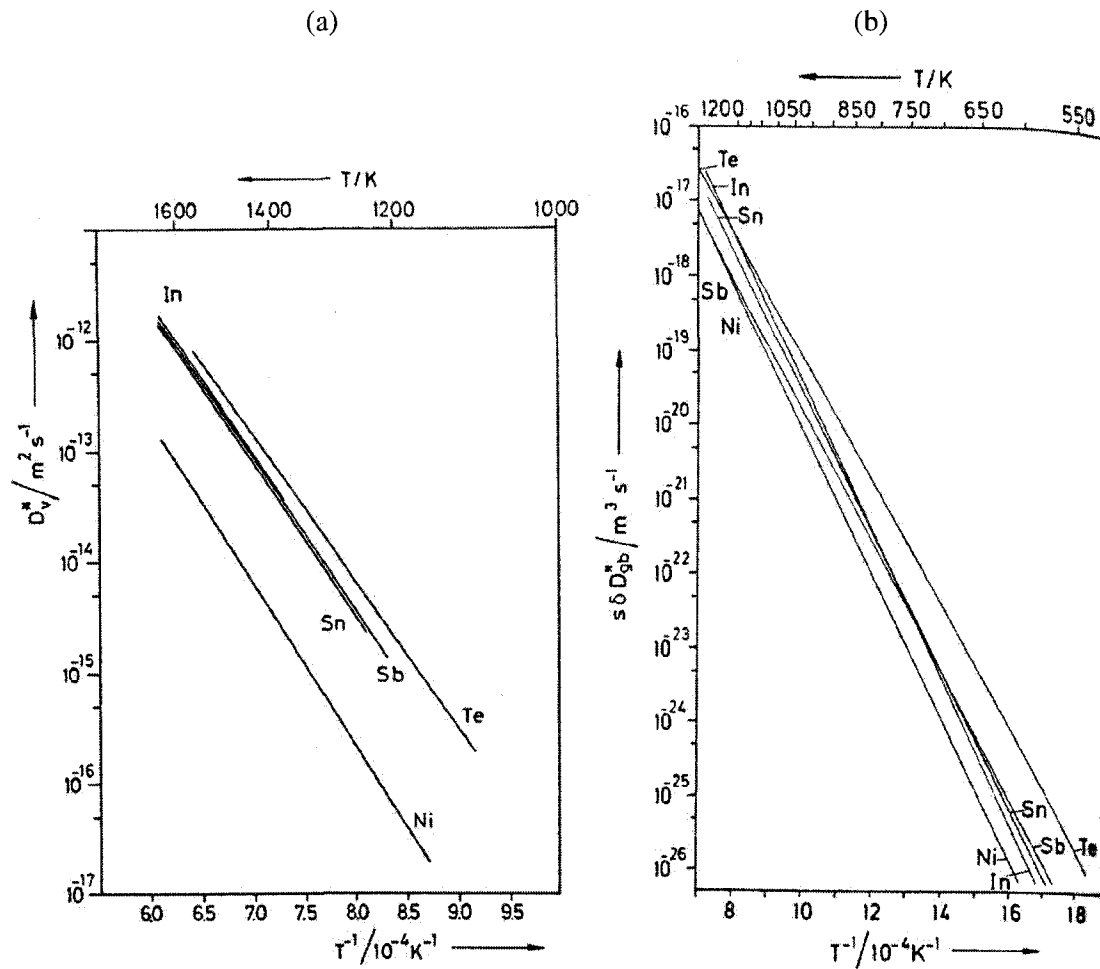 (a)
T/K
1600 1400 1200 1000
In
10⁻¹²
10⁻¹³
10⁻¹⁴
10⁻¹⁵
10⁻¹⁶
10⁻¹⁷
D*ᵥ/m² s⁻¹
Sn
Sb
Te
Ni
6.0 6.5 7.0 7.5 8.0 8.5 9.0 9.5
T⁻¹/10⁻⁴K⁻¹
(b)
T/K
1200 1050 850 750 650 550
10⁻¹⁶
10⁻¹⁷
10⁻¹⁸
10⁻¹⁹
10⁻²⁰
10⁻²¹
10⁻²²
10⁻²³
10⁻²⁴
10⁻²⁵
10⁻²⁶
s δ D*gb/m³ s⁻¹
Te
In
Sn
Sb
Ni
Sn
Sb
Te
Ni
In
8 10 12 14 16 18
T⁻¹/10⁻⁴K⁻¹